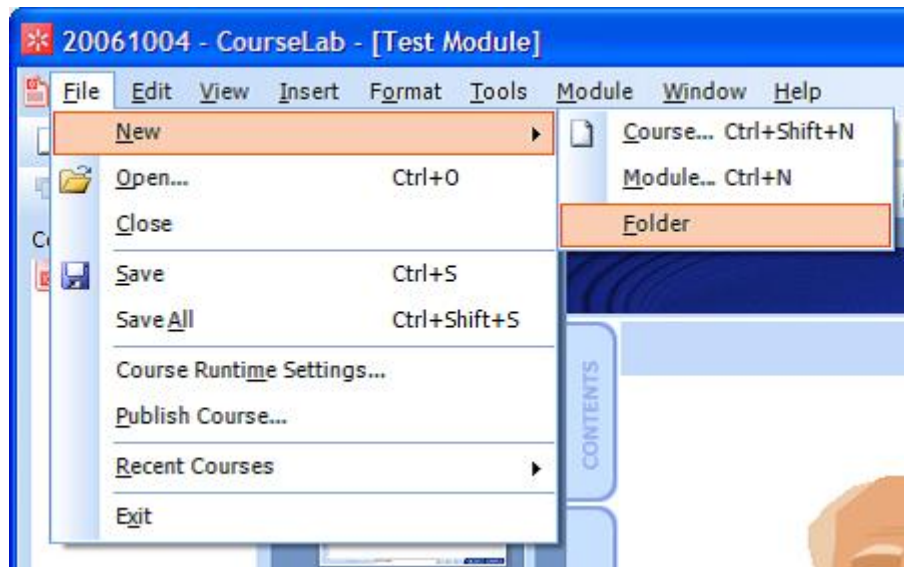 20061004 - CourseLab - [Test Module]
File Edit View Insert Format Tools Module Window Help
New
Open... Ctrl+O
Close
Save Ctrl+S
Save All Ctrl+Shift+S
Course Runtime Settings...
Publish Course...
Recent Courses
Exit
Course... Ctrl+Shift+N
Module... Ctrl+N
Folder
CONTENTS